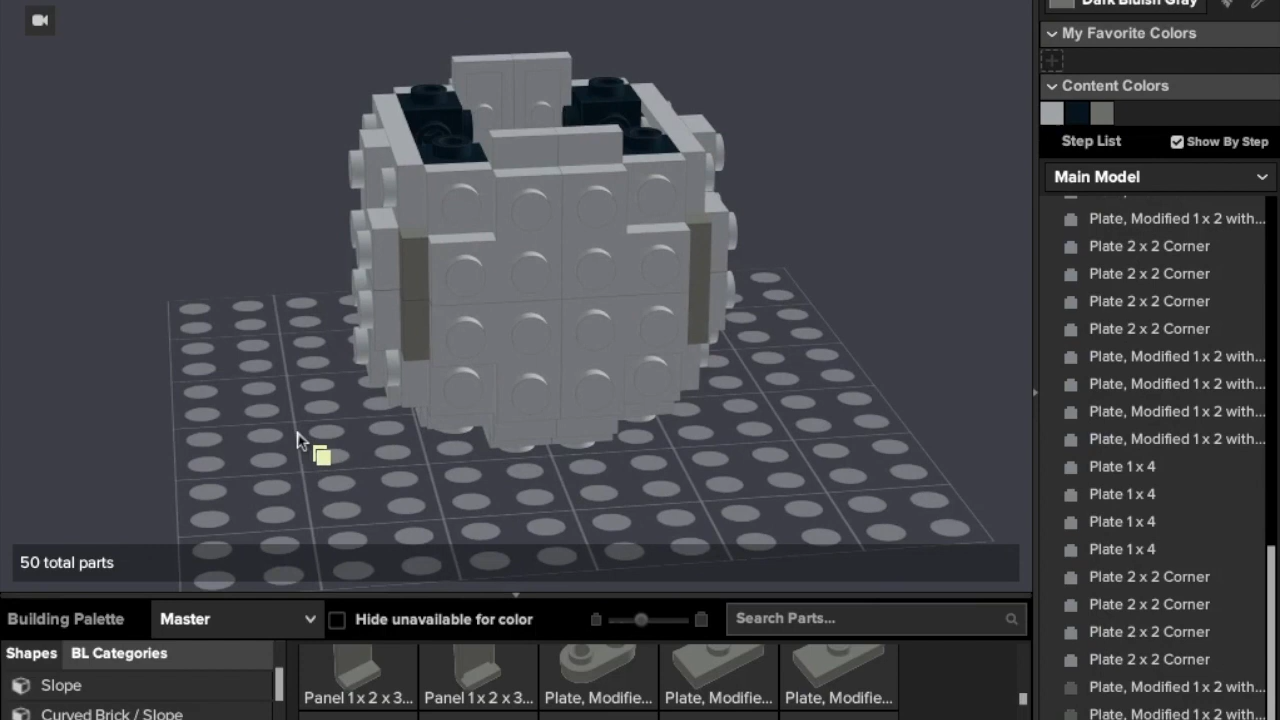 Dark Bluish Gray
My Favorite Colors
Content Colors
Step List
Show By Step
Main Model
Plate, Modified 1 x 2 with...
Plate 2 x 2 Corner
Plate 2 x 2 Corner
Plate 2 x 2 Corner
Plate 2 x 2 Corner
Plate, Modified 1 x 2 with...
Plate, Modified 1 x 2 with...
Plate, Modified 1 x 2 with...
Plate, Modified 1 x 2 with...
Plate 1 x 4
Plate 1 x 4
Plate 1 x 4
Plate 1 x 4
Plate 2 x 2 Corner
Plate 2 x 2 Corner
Plate 2 x 2 Corner
Plate 2 x 2 Corner
Plate, Modified 1 x 2 with...
Plate, Modified 1 x 2 with...
50 total parts
Building Palette
Master
Hide unavailable for color
Search Parts...
Shapes
BL Categories
Slope
Curved Brick / Slope
Panel 1 x 2 x 3...
Panel 1 x 2 x 3...
Plate, Modifie...
Plate, Modifie...
Plate, Modifie...